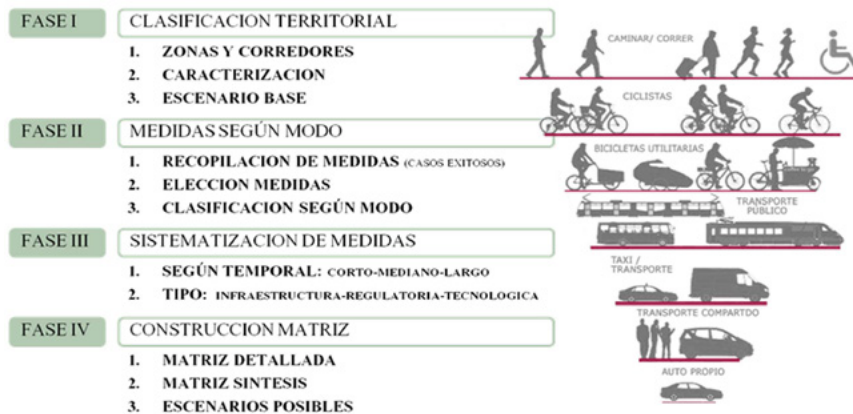 FASE I
CLASIFICACION TERRITORIAL
1. ZONAS Y CORREDORES
2. CARACTERIZACION
3. ESCENARIO BASE
FASE II
MEDIDAS SEGÚN MODO
1. RECOPILACION DE MEDIDAS (CASOS EXITOSOS)
2. ELECCION MEDIDAS
3. CLASIFICACION SEGÚN MODO
FASE III
SISTEMATIZACION DE MEDIDAS
1. SEGÚN TEMPORAL: CORTO-MEDIANO-LARGO
2. TIPO: INFRAESTRUCTURA-REGULATORIA-TECNOLOGICA
FASE IV
CONSTRUCCION MATRIZ
1. MATRIZ DETALLADA
2. MATRIZ SINTESIS
3. ESCENARIOS POSIBLES
CAMINAR/ CORRER
CICLISTAS
BICICLETAS UTILITARIAS
TRANSPORTE
PÚBLICO
TAXI /
TRANSPORTE
TRANSPORTE COMPARTDO
AUTO PROPIO